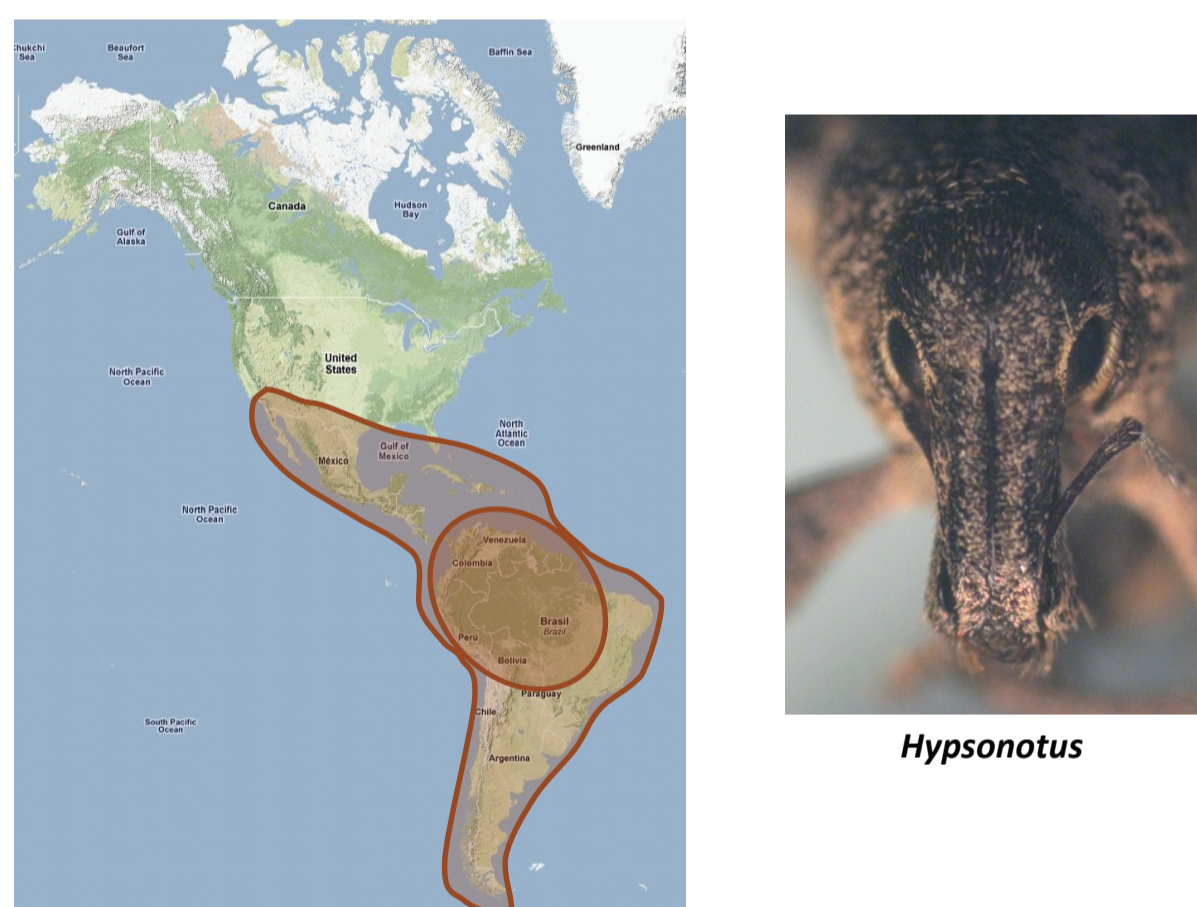 hukchi
Sea
Beaufort
Sea
Baffin Sea
Greenland
Canada
Hudson
Bay
Gulf of
Alaska
United
States
North Pacific
Ocean
North
Atlantic
Ocean
Gulf of
Mexico
México
North Pacific
Ocean
Venezuela
Colombia
Brasil
Brazil
Perú
Bolivia
Paraguay
Chile
South Pacific
Ocean
Argentina
Hypsonotus